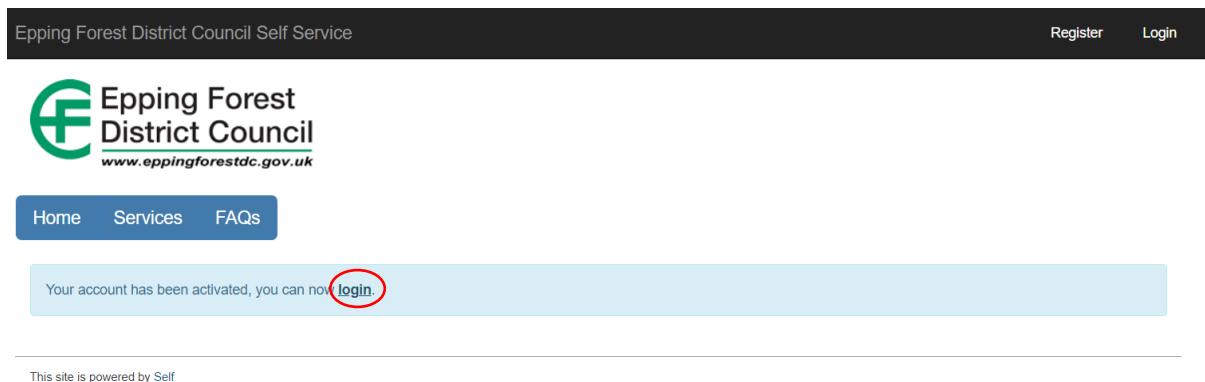 Epping Forest District Council Self Service
Register
Login
Epping Forest
District Council
www.eppingforestdc.gov.uk
Home
Services
FAQs
Your account has been activated, you can now login.
This site is powered by Self